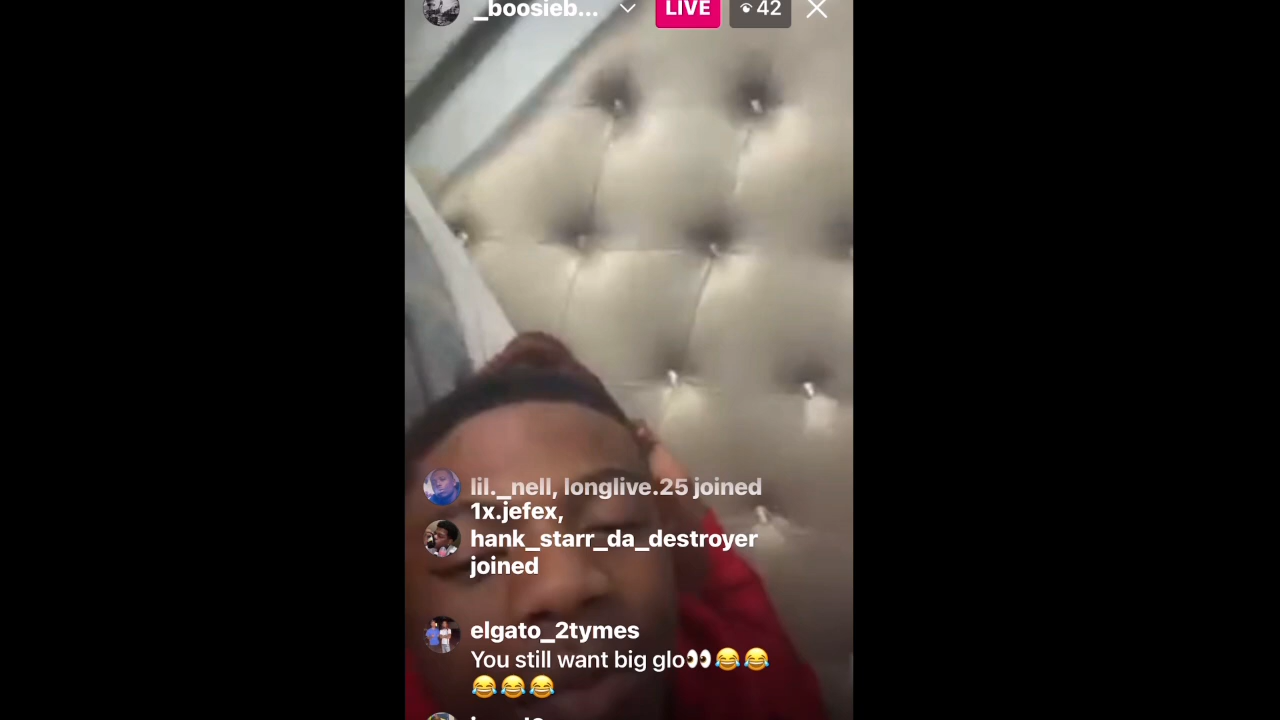 _boosieb...
LIVE
42
lil._nell, longlive.25 joined
1x.jefex,
hank_starr_da_destroyer
joined
elgato_2tymes
You still want big glo👀😂😂
😂😂😂